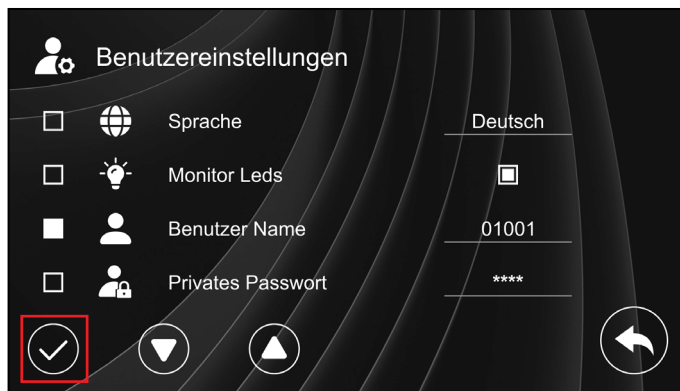 Benutzereinstellungen
Sprache Deutsch
Monitor Leds
Benutzer Name 01001
Privates Passwort ****